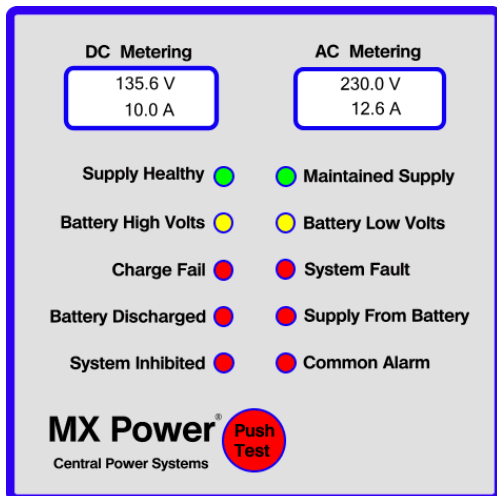 DC Metering
AC Metering
135.6 V
10.0 A
230.0 V
12.6 A
Supply Healthy
Maintained Supply
Battery High Volts
Battery Low Volts
Charge Fail
System Fault
Battery Discharged
Supply From Battery
System Inhibited
Common Alarm
MX Power®
Central Power Systems
Push
Test